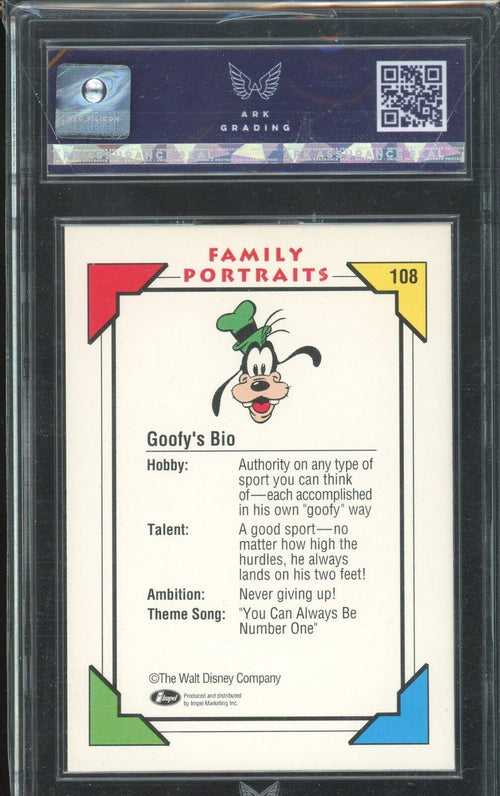 ARK
GRADING
ASSURANCE SEAL
FAMILY
PORTRAITS
108
Goofy's Bio
Hobby: Authority on any type of
sport you can think
of—each accomplished
in his own "goofy" way
Talent: A good sport—no
matter how high the
hurdles, he always
lands on his two feet!
Ambition: Never giving up!
Theme Song: "You Can Always Be
Number One"
©The Walt Disney Company
Impel
Produced and distributed
by Impel Marketing Inc.